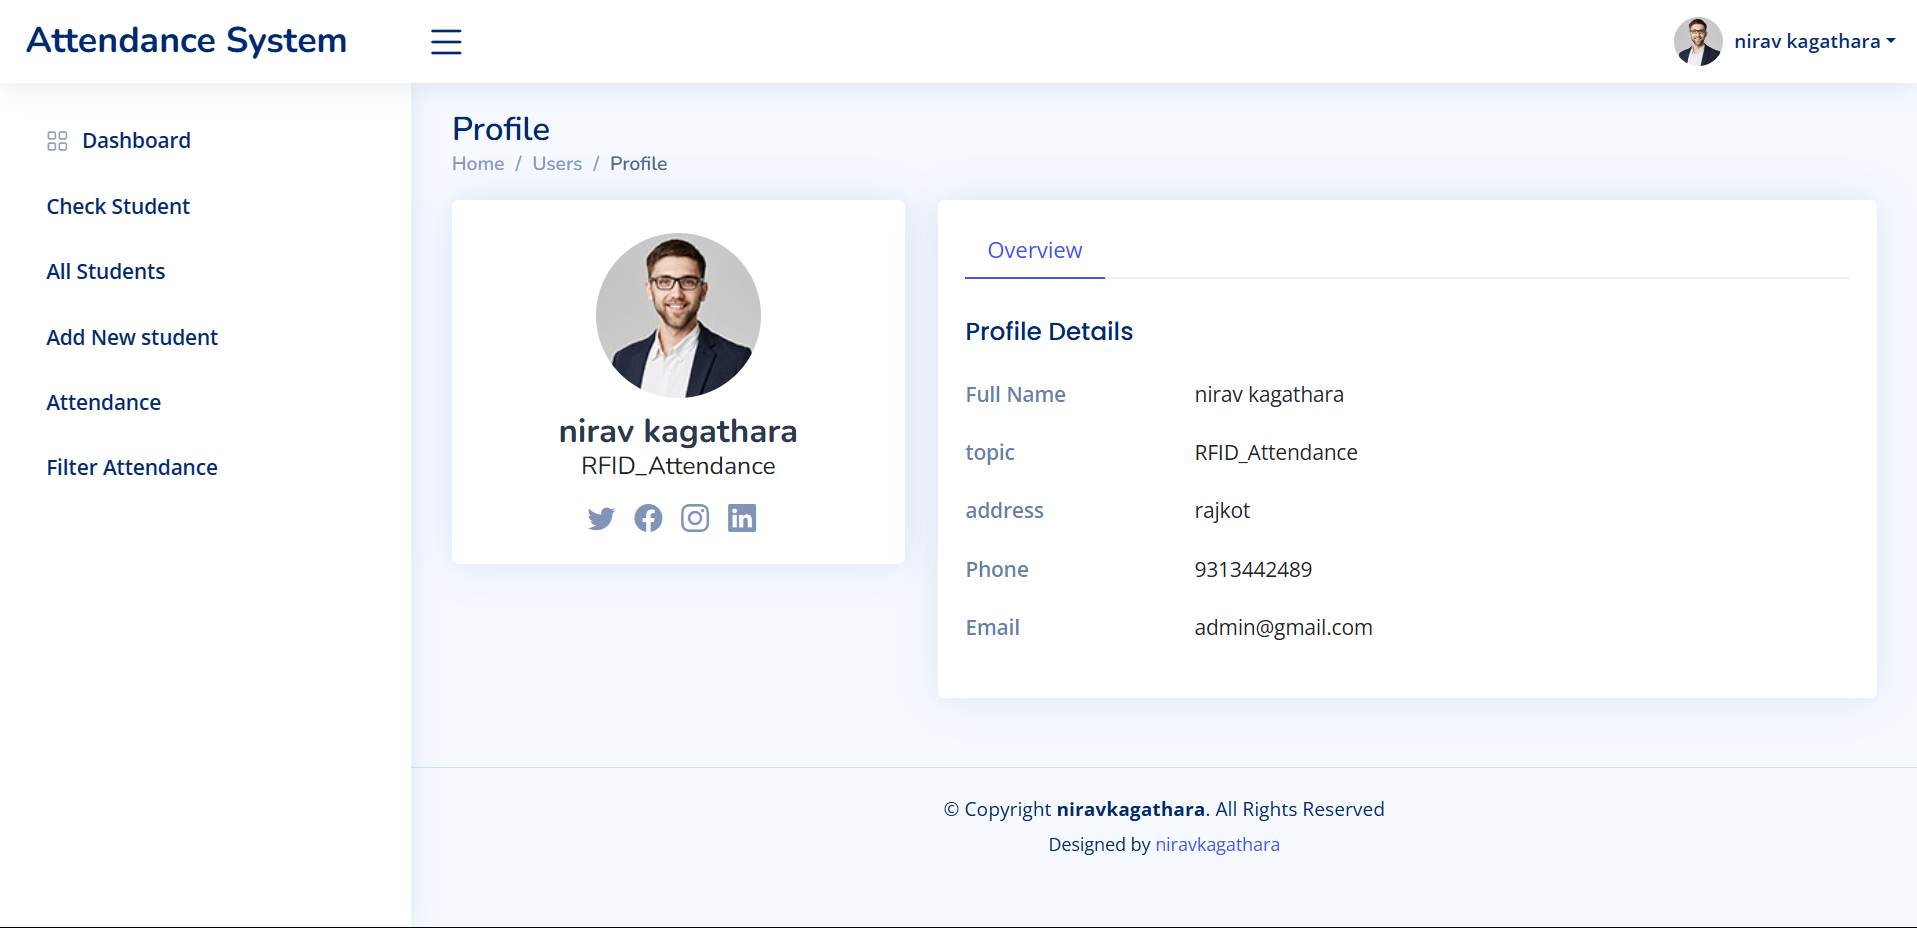 Attendance System
nirav kagathara
Dashboard
Check Student
All Students
Add New student
Attendance
Filter Attendance
Profile
Home / Users / Profile
nirav kagathara
RFID_Attendance
Overview
Profile Details
Full Name nirav kagathara
topic RFID_Attendance
address rajkot
Phone 9313442489
Email admin@gmail.com
© Copyright niravkagathara. All Rights Reserved
Designed by niravkagathara